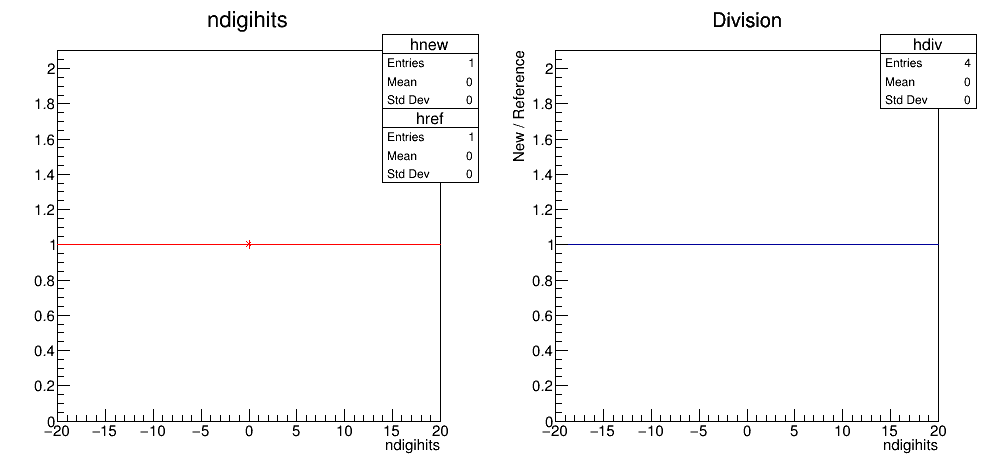 ndigihits
hnew
Entries 1
Mean 0
Std Dev 0
href
Entries 1
Mean 0
Std Dev 0
2
1.8
1.6
1.4
1.2
1
0.8
0.6
0.4
0.2
0
−20 −15 −10 −5 0 5 10 15 20
ndigihits
Division
hdiv
Entries 4
Mean 0
Std Dev 0
New / Reference
2
1.8
1.6
1.4
1.2
1
0.8
0.6
0.4
0.2
0
−20 −15 −10 −5 0 5 10 15 20
ndigihits